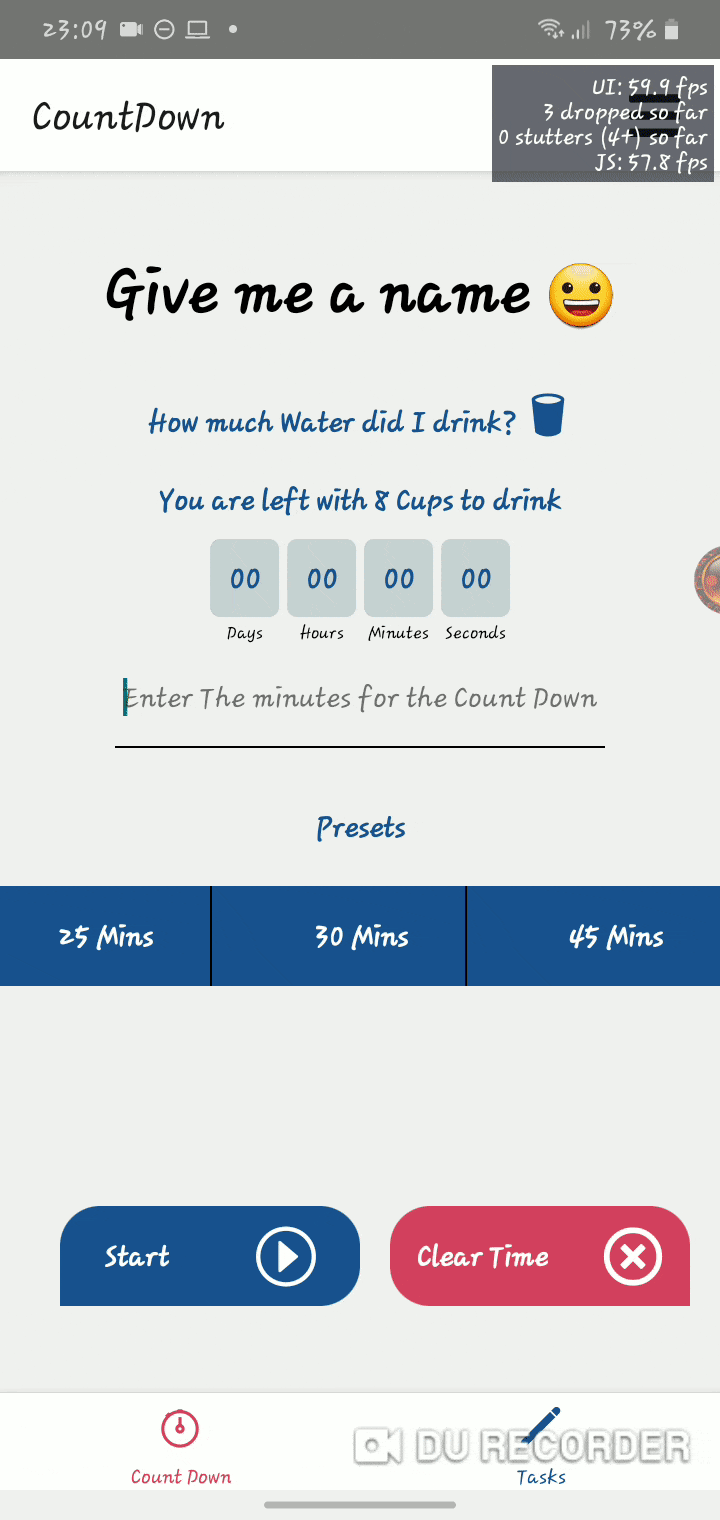 23:09 73%
UI: 59.9 fps
3 dropped so far
0 stutters (4+) so far
JS: 57.8 fps
CountDown
Give me a name 😀
How much Water did I drink?
You are left with 8 Cups to drink
00 00 00 00
Days Hours Minutes Seconds
Enter The minutes for the Count Down
Presets
25 Mins 30 Mins 45 Mins
Start Clear Time
DU RECORDER
Count Down Tasks